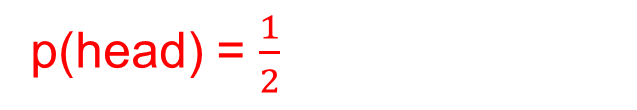 p(head) = 1/2